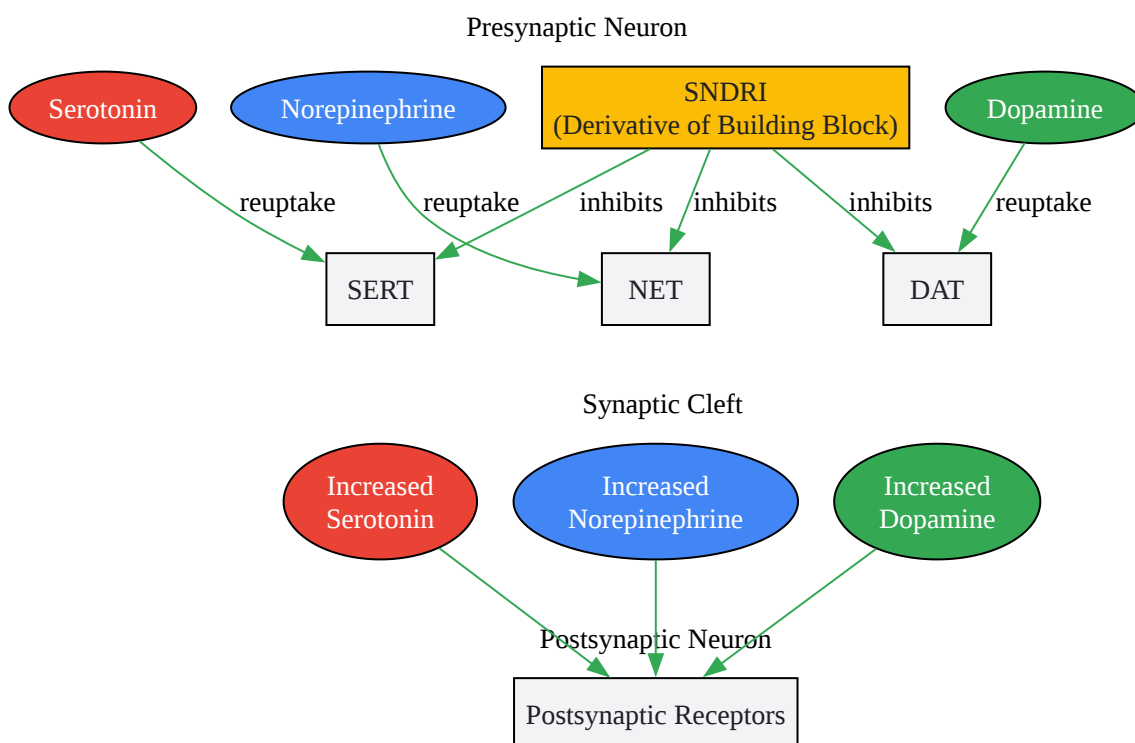 Presynaptic Neuron
Serotonin
Norepinephrine
SNDRI
(Derivative of Building Block)
Dopamine
reuptake
reuptake
inhibits
inhibits
inhibits
reuptake
SERT
NET
DAT
Synaptic Cleft
Increased
Serotonin
Increased
Norepinephrine
Increased
Dopamine
Postsynaptic Neuron
Postsynaptic Receptors